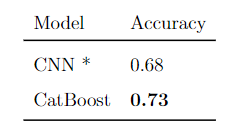 Model Accuracy
CNN * 0.68
CatBoost 0.73